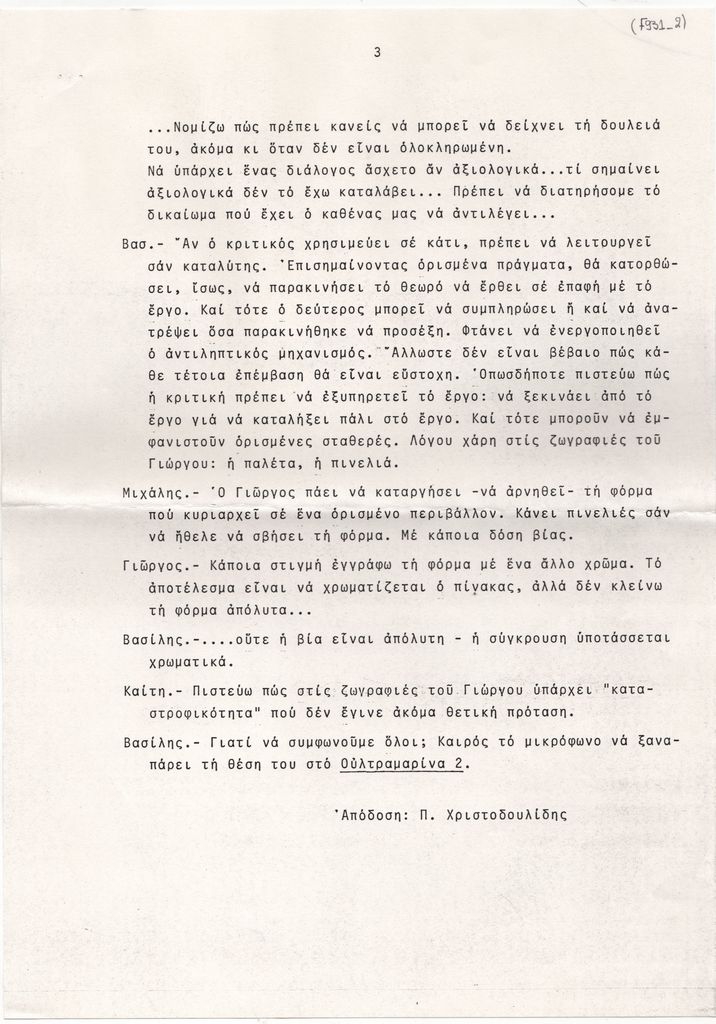 (F931_2)
3
...Νομίζω πώς πρέπει κανείς νά μπορεῖ νά δείχνει τή δουλειά
του, ἀκόμα κι ὅταν δέν εἶναι ὁλοκληρωμένη.
Νά ὑπάρχει ἕνας διάλογος ἄσχετο ἄν ἀξιολογικά...τί σημαίνει
ἀξιολογικά δέν τό ἔχω καταλάβει... Πρέπει νά διατηρήσομε τό
δικαίωμα πού ἔχει ὁ καθένας μας νά ἀντιλέγει...
Βασ.- Ἄν ὁ κριτικός χρησιμεύει σέ κάτι, πρέπει νά λειτουργεῖ
σάν καταλύτης. Ἐπισημαίνοντας ὁρισμένα πράγματα, θά κατορθώ-
σει, ἴσως, νά παρακινήσει τό θεωρό νά ἔρθει σέ ἐπαφή μέ τό
ἔργο. Καί τότε ὁ δεύτερος μπορεῖ νά συμπληρώσει ἤ καί νά ἀνα-
τρέψει ὅσα παρακινήθηκε νά προσέξη. Φτάνει νά ἐνεργοποιηθεῖ
ὁ ἀντιληπτικός μηχανισμός. Ἄλλωστε δέν εἶναι βέβαιο πώς κά-
θε τέτοια ἐπέμβαση θά εἶναι εὔστοχη. Ὁπωσδήποτε πιστεύω πώς
ἡ κριτική πρέπει νά ἐξυπηρετεῖ τό ἔργο: νά ξεκινάει ἀπό τό
ἔργο γιά νά καταλήξει πάλι στό ἔργο. Καί τότε μποροῦν νά ἐμ-
φανιστοῦν ὁρισμένες σταθερές. Λόγου χάρη στίς ζωγραφιές τοῦ
Γιώργου: ἡ παλέτα, ἡ πινελιά.
Μιχάλης.- Ὁ Γιῶργος πάει νά καταργήσει -νά ἀρνηθεῖ- τή φόρμα
πού κυριαρχεῖ σέ ἕνα ὁρισμένο περιβάλλον. Κάνει πινελιές σάν
νά ἤθελε νά σβήσει τή φόρμα. Μέ κάποια δόση βίας.
Γιῶργος.- Κάποια στιγμή ἐγγράφω τή φόρμα μέ ἕνα ἄλλο χρῶμα. Τό
ἀποτέλεσμα εἶναι νά χρωματίζεται ὁ πίνακας, ἀλλά δέν κλείνω
τή φόρμα ἀπόλυτα...
Βασίλης.-....οὔτε ἡ βία εἶναι ἀπόλυτη - ἡ σύγκρουση ὑποτάσσεται
χρωματικά.
Καίτη.- Πιστεύω πώς στίς ζωγραφιές τοῦ Γιώργου ὑπάρχει "κατα-
στροφικότητα" πού δέν ἔγινε ἀκόμα θετική πρόταση.
Βασίλης.- Γιατί νά συμφωνοῦμε ὅλοι; Καιρός τό μικρόφωνο νά ξανα-
πάρει τή θέση του στό Οὐλτραμαρίνα 2.
Ἀπόδοση: Π. Χριστοδουλίδης